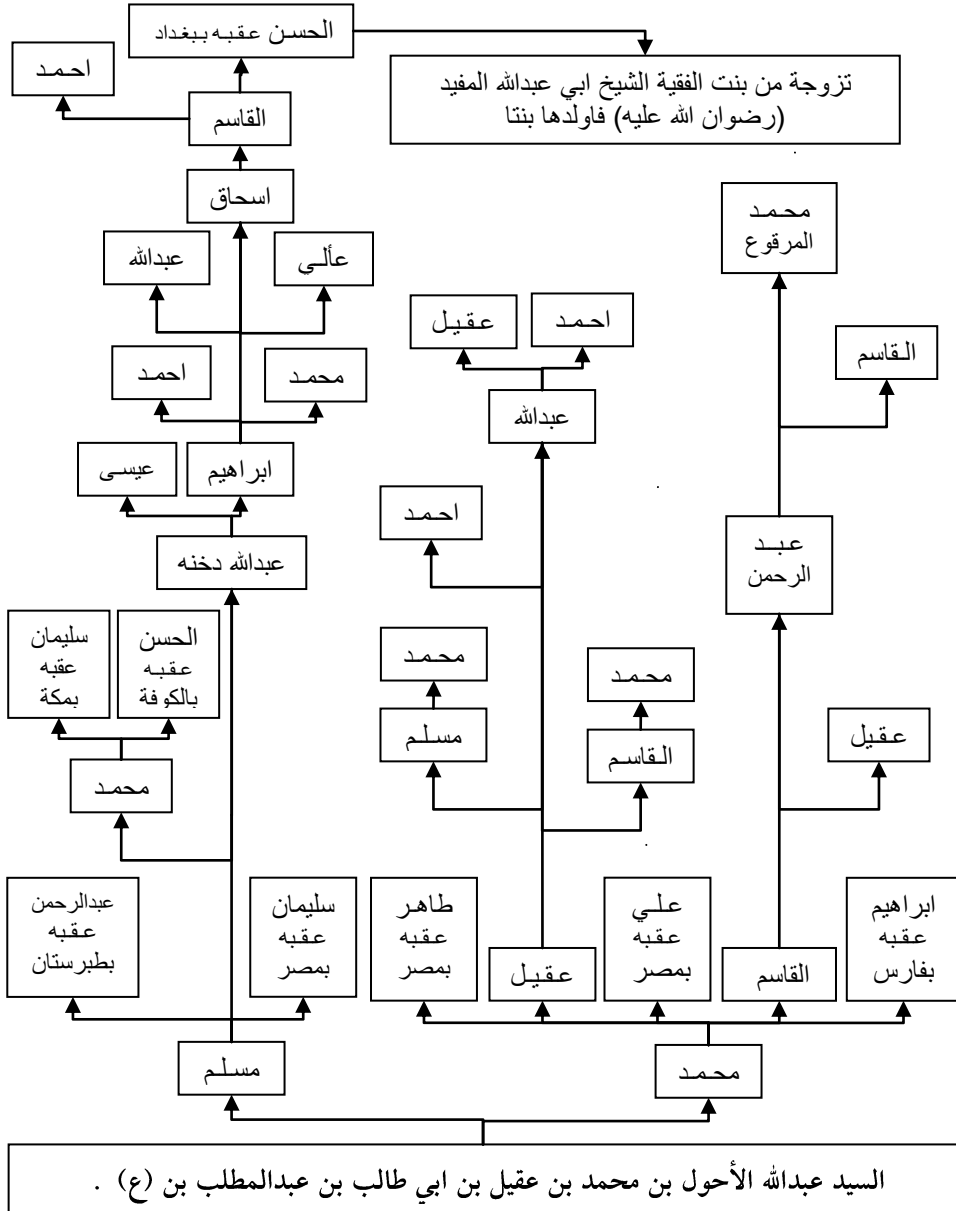 الحسن عقبه ببغداد
احمد
تزوجة من بنت الفقية الشيخ ابي عبدالله المفيد
(رضوان الله عليه) فاولدها بنتا
القاسم
اسحاق
محمد
المرقوع
عبدالله
عألي
عقيل
احمد
القاسم
احمد
محمد
عبدالله
عيسى
ابراهيم
احمد
عبد
الرحمن
عبدالله دخنه
سليمان
عقبه
بمكة
الحسن
عقبه
بالكوفة
محمد
محمد
مسلم
القاسم
عقيل
محمد
عبدالرحمن
عقبه
بطبرستان
سليمان
عقبه
بمصر
طاهر
عقبه
بمصر
عقيل
علي
عقبه
بمصر
القاسم
ابراهيم
عقبه
بفارس
مسلم
محمد
السيد عبدالله الأحول بن محمد بن عقيل بن ابي طالب بن عبدالمطلب بن (ع) .